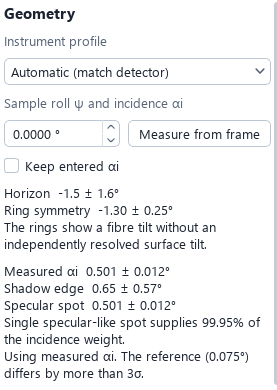 Geometry
Instrument profile
Automatic (match detector)
Sample roll ψ and incidence αi
0.0000 °
Measure from frame
Keep entered αi
Horizon -1.5 ± 1.6°
Ring symmetry -1.30 ± 0.25°
The rings show a fibre tilt without an
independently resolved surface tilt.
Measured αi 0.501 ± 0.012°
Shadow edge 0.65 ± 0.57°
Specular spot 0.501 ± 0.012°
Single specular-like spot supplies 99.95% of
the incidence weight.
Using measured αi. The reference (0.075°)
differs by more than 3σ.